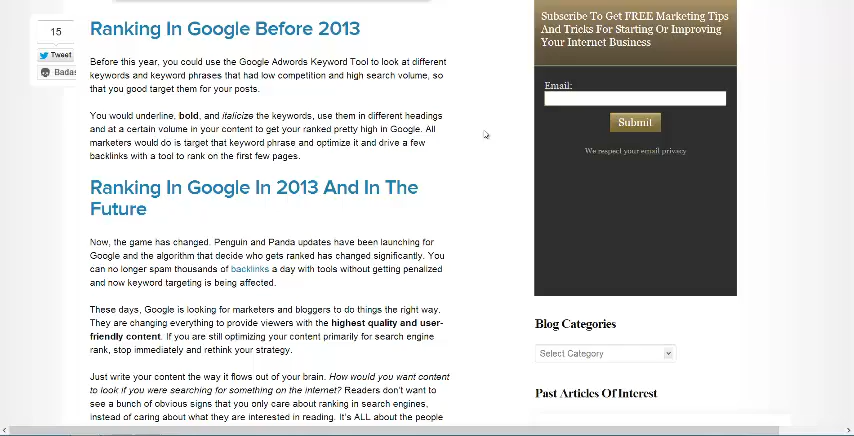 15
Tweet
Badas
Ranking In Google Before 2013
Before this year, you could use the Google Adwords Keyword Tool to look at different
keywords and keyword phrases that had low competition and high search volume, so
that you good target them for your posts.
You would underline, bold, and italicize the keywords, use them in different headings
and at a certain volume in your content to get your ranked pretty high in Google. All
marketers would do is target that keyword phrase and optimize it and drive a few
backlinks with a tool to rank on the first few pages.
Ranking In Google In 2013 And In The
Future
Now, the game has changed. Penguin and Panda updates have been launching for
Google and the algorithm that decide who gets ranked has changed significantly. You
can no longer spam thousands of backlinks a day with tools without getting penalized
and now keyword targeting is being affected.
These days, Google is looking for marketers and bloggers to do things the right way.
They are changing everything to provide viewers with the highest quality and user-
friendly content. If you are still optimizing your content primarily for search engine
rank, stop immediately and rethink your strategy.
Just write your content the way it flows out of your brain. How would you want content
to look if you were searching for something on the internet? Readers don't want to
see a bunch of obvious signs that you only care about ranking in search engines,
instead of caring about what they are interested in reading. It's ALL about the people
Subscribe To Get FREE Marketing Tips
And Tricks For Starting Or Improving
Your Internet Business
Email:
Submit
We respect your email privacy
Blog Categories
Select Category
Past Articles Of Interest